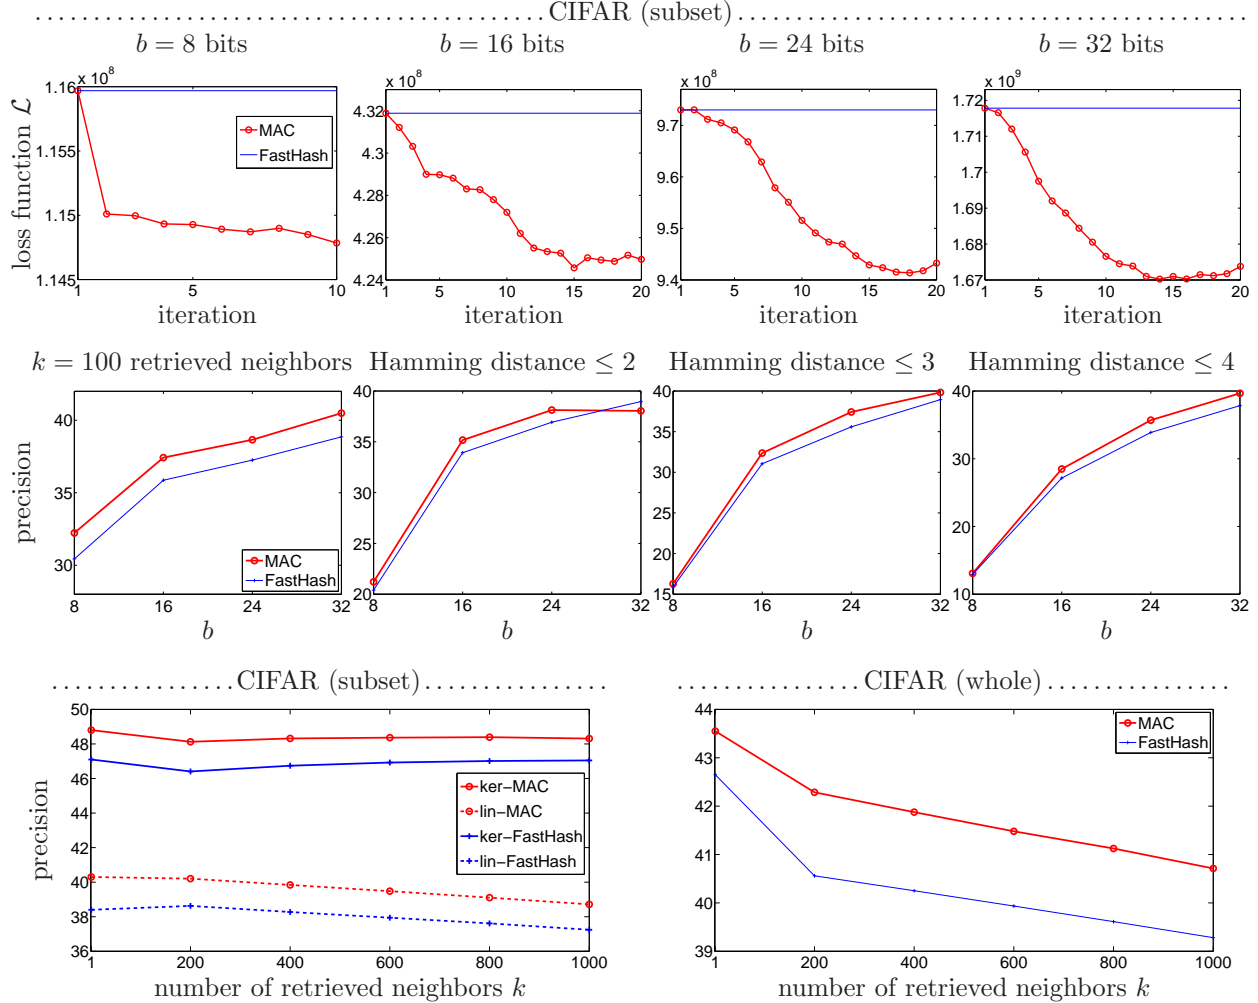 CIFAR (subset)
b = 8 bits
b = 16 bits
b = 24 bits
b = 32 bits
x 10^8
1.16
1.155
1.15
1.145
1
5
10
MAC
FastHash
loss function ℒ
iteration
x 10^8
4.32
4.3
4.28
4.26
4.24
1
5
10
15
20
x 10^8
9.7
9.6
9.5
9.4
1
5
10
15
20
iteration
x 10^9
1.72
1.71
1.7
1.69
1.68
1.67
1
5
10
15
20
iteration
k = 100 retrieved neighbors
Hamming distance ≤ 2
Hamming distance ≤ 3
Hamming distance ≤ 4
precision
40
35
30
8
16
24
32
MAC
FastHash
b
40
35
30
25
20
8
16
24
32
40
35
30
25
20
15
8
16
24
32
b
40
30
20
10
8
16
24
32
b
CIFAR (subset)
50
48
46
44
42
40
38
36
1
200
400
600
800
1000
ker-MAC
lin-MAC
ker-FastHash
lin-FastHash
precision
number of retrieved neighbors k
CIFAR (whole)
44
43
42
41
40
39
1
200
400
600
800
1000
MAC
FastHash
number of retrieved neighbors k